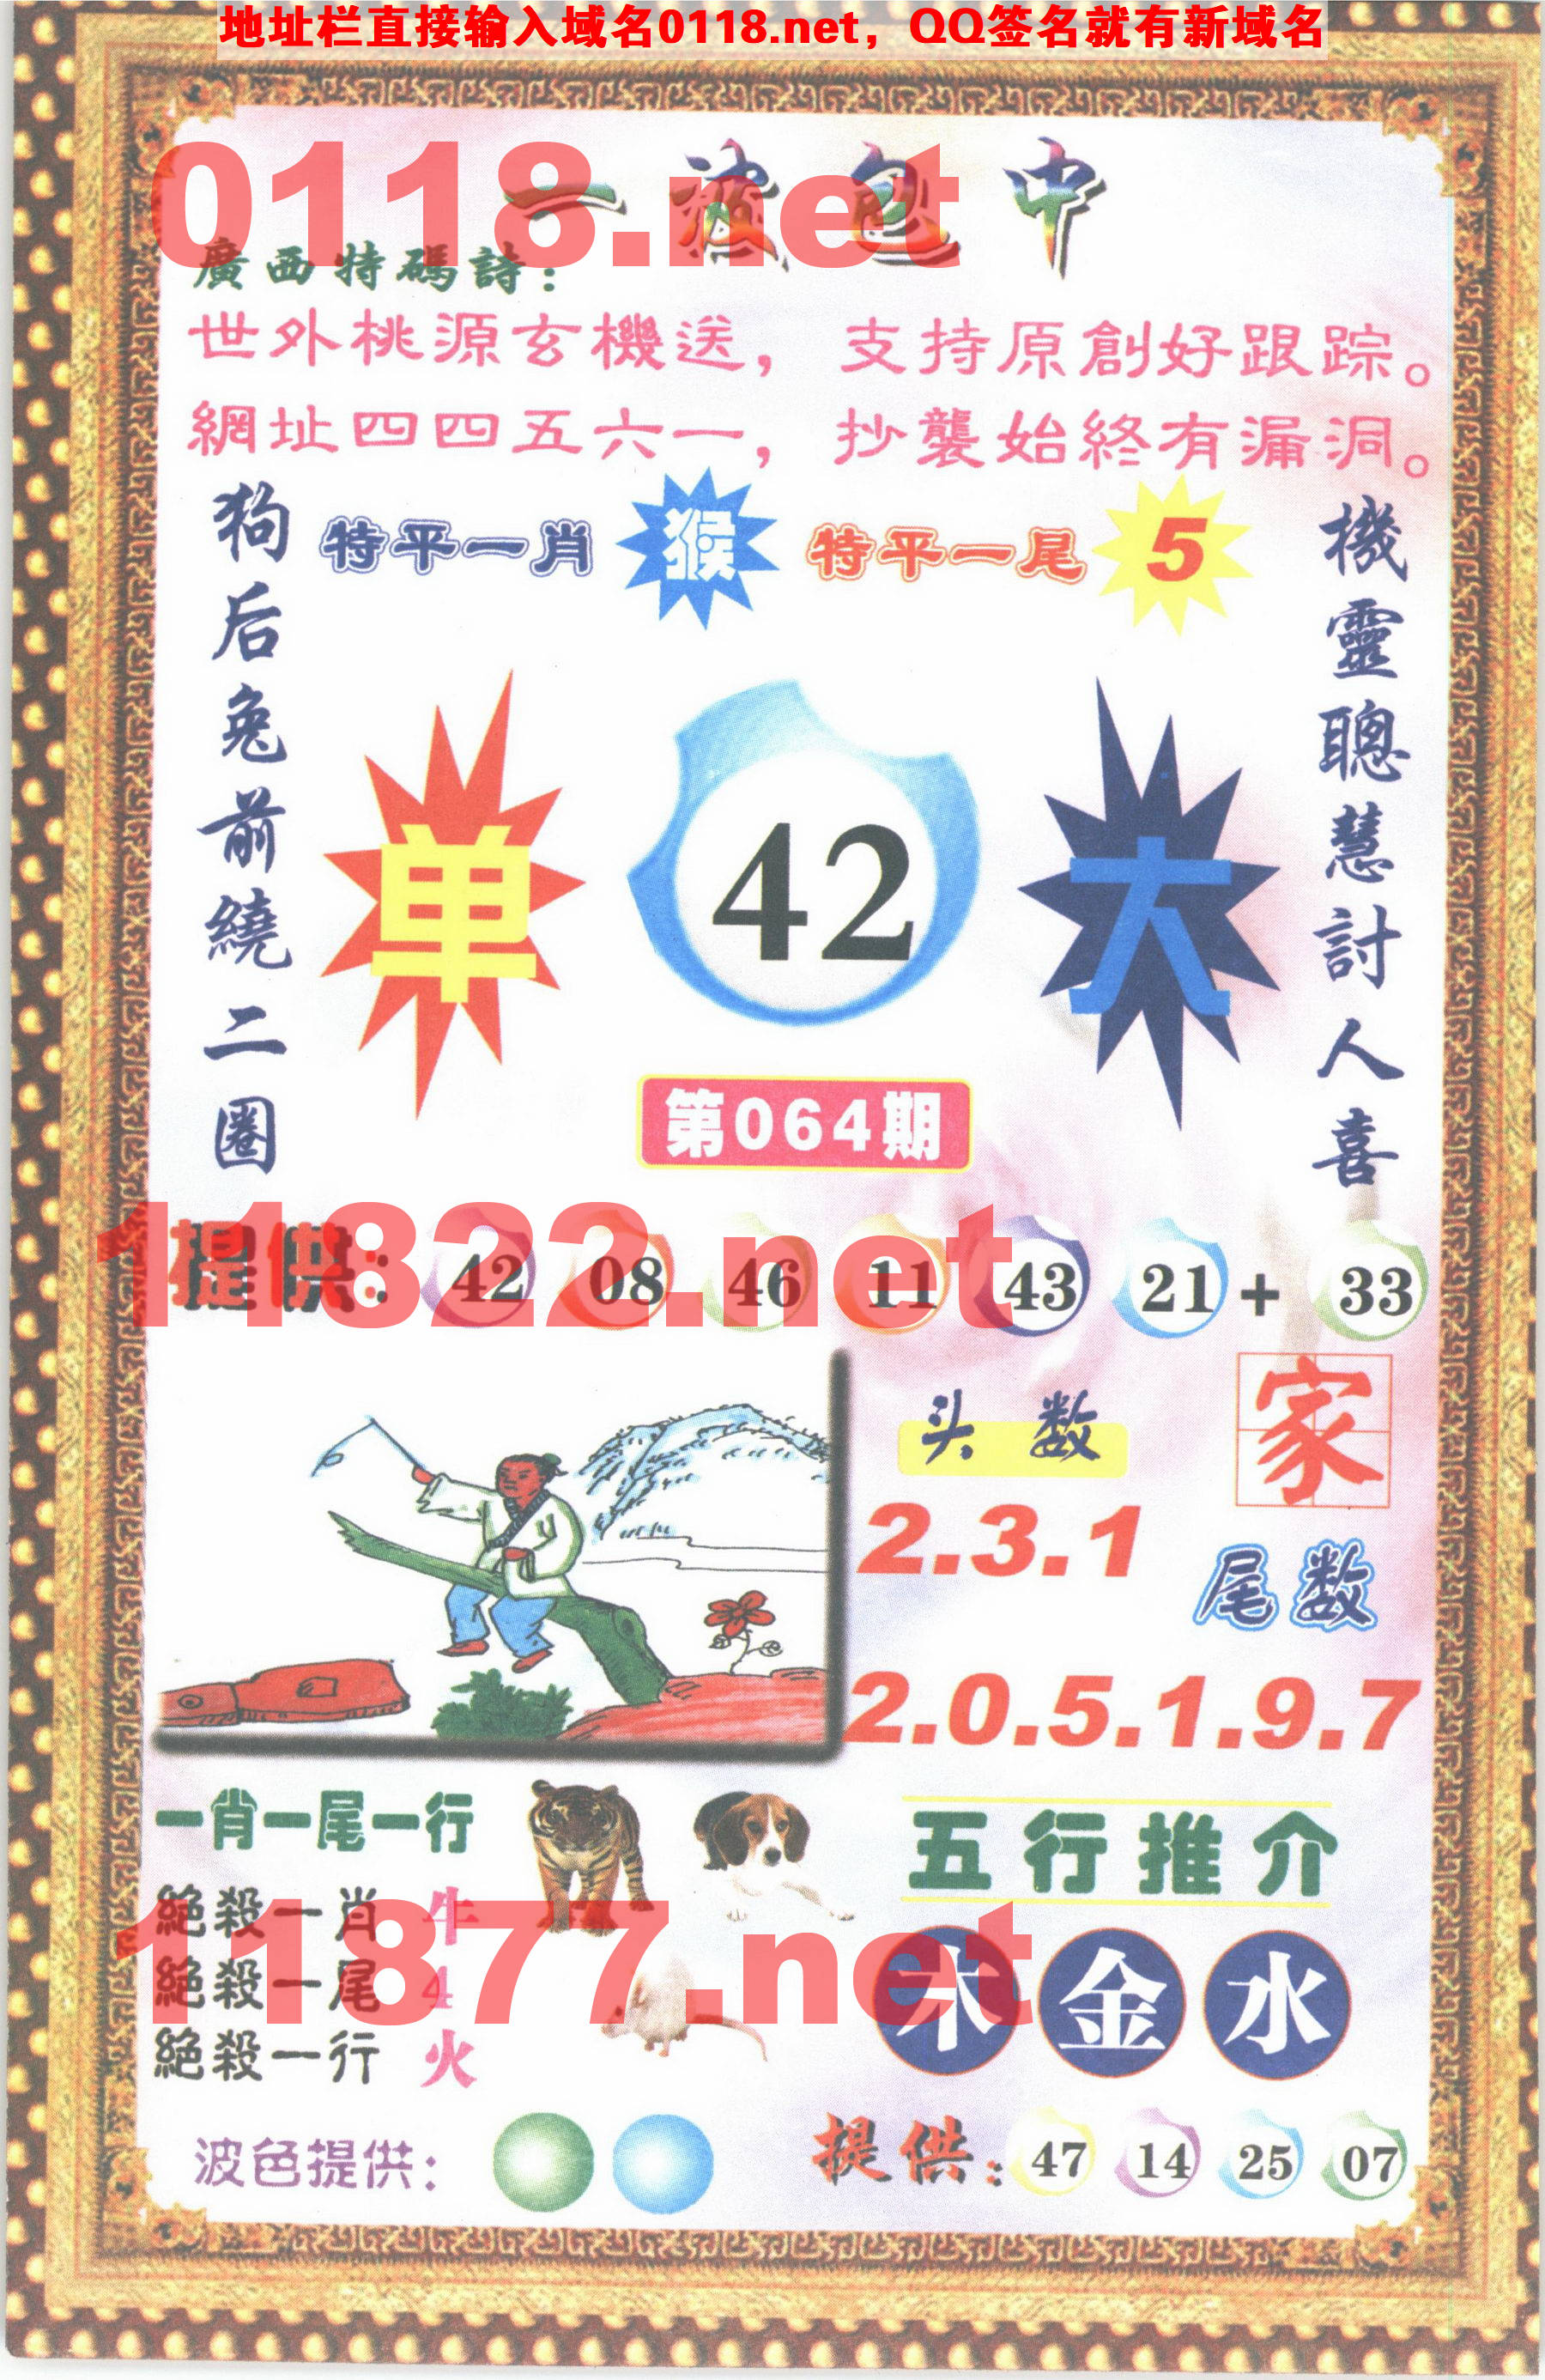 地址栏直接输入域名0118.net，QQ签名就有新域名
0118.net
一波包中
廣西特碼詩：
世外桃源玄機送，支持原創好跟踪。
網址四四五六一，抄襲始終有漏洞。
狗后兔前繞二圈
特平一肖 猴 特平一尾 5
機靈聰慧討人喜
单 42 大
第064期
11822.net
提供：42 08 46 11 43 21 + 33
头数
家
2.3.1
尾数
2.0.5.1.9.7
一肖一尾一行
五行推介
絕殺一肖 牛
11877.net
絕殺一尾 4
木 金 水
絕殺一行 火
波色提供：
提供：47 14 25 07